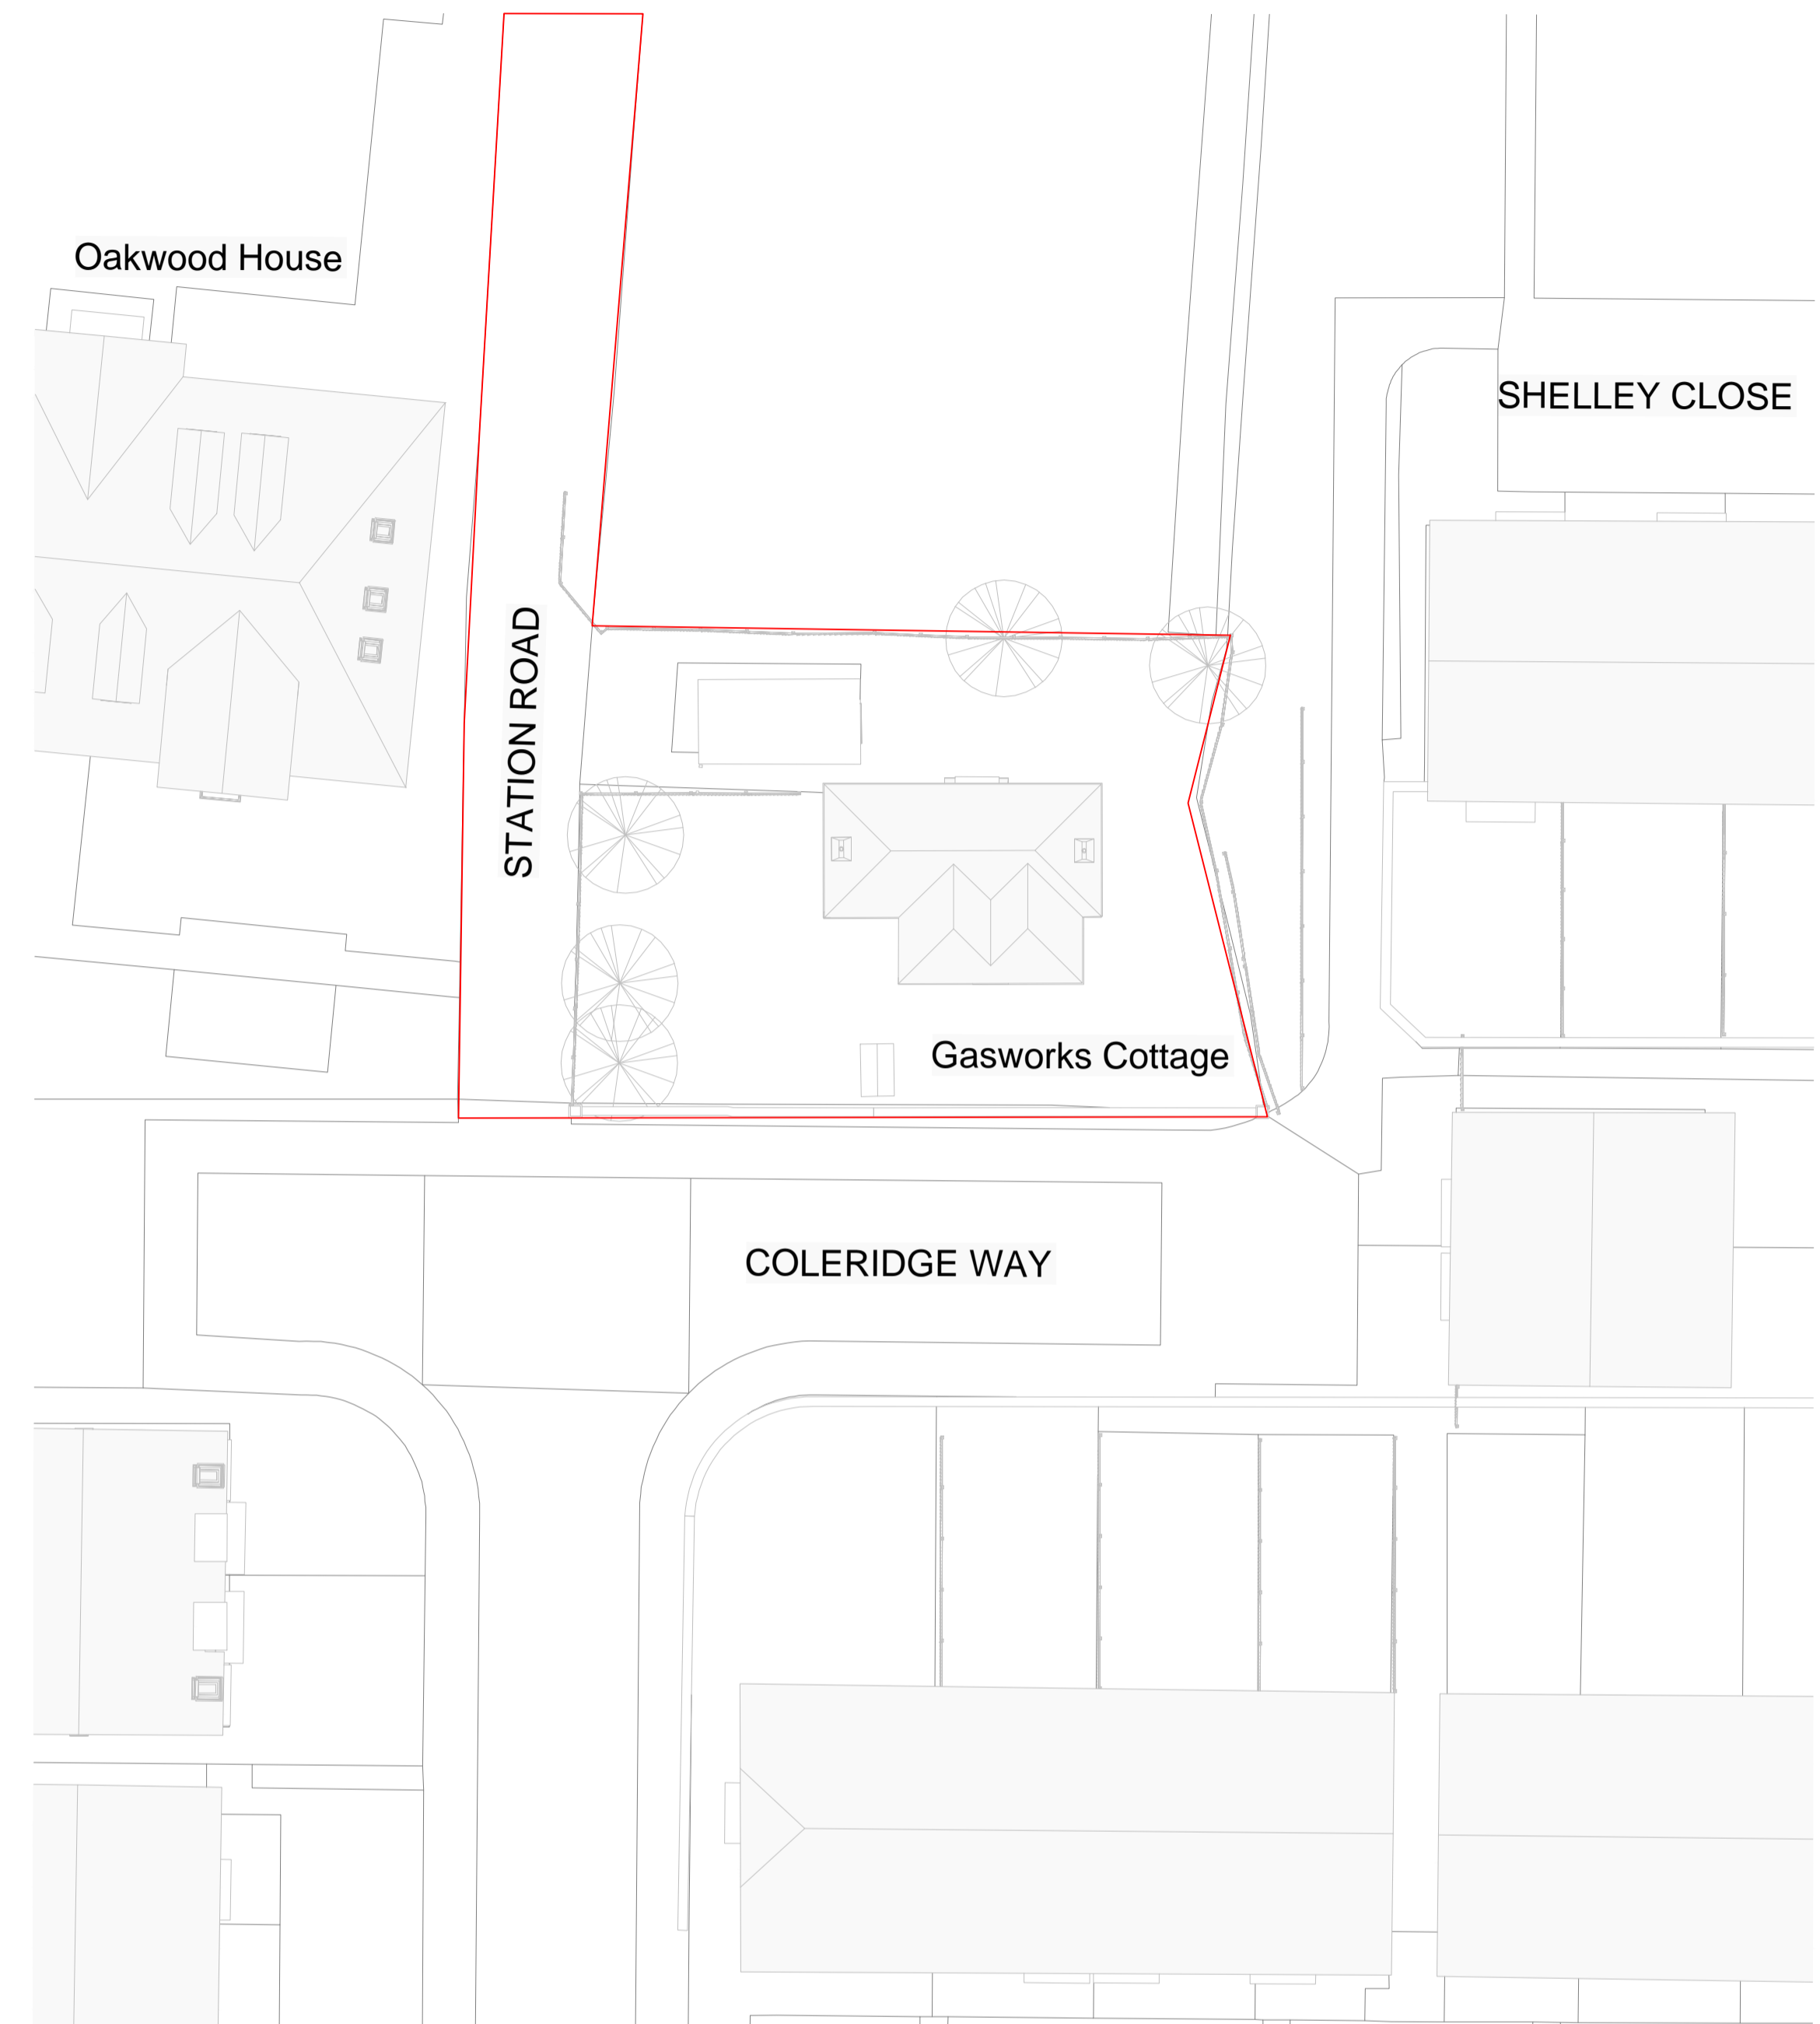 Oakwood House
SHELLEY CLOSE
STATION ROAD
Gasworks Cottage
COLERIDGE WAY